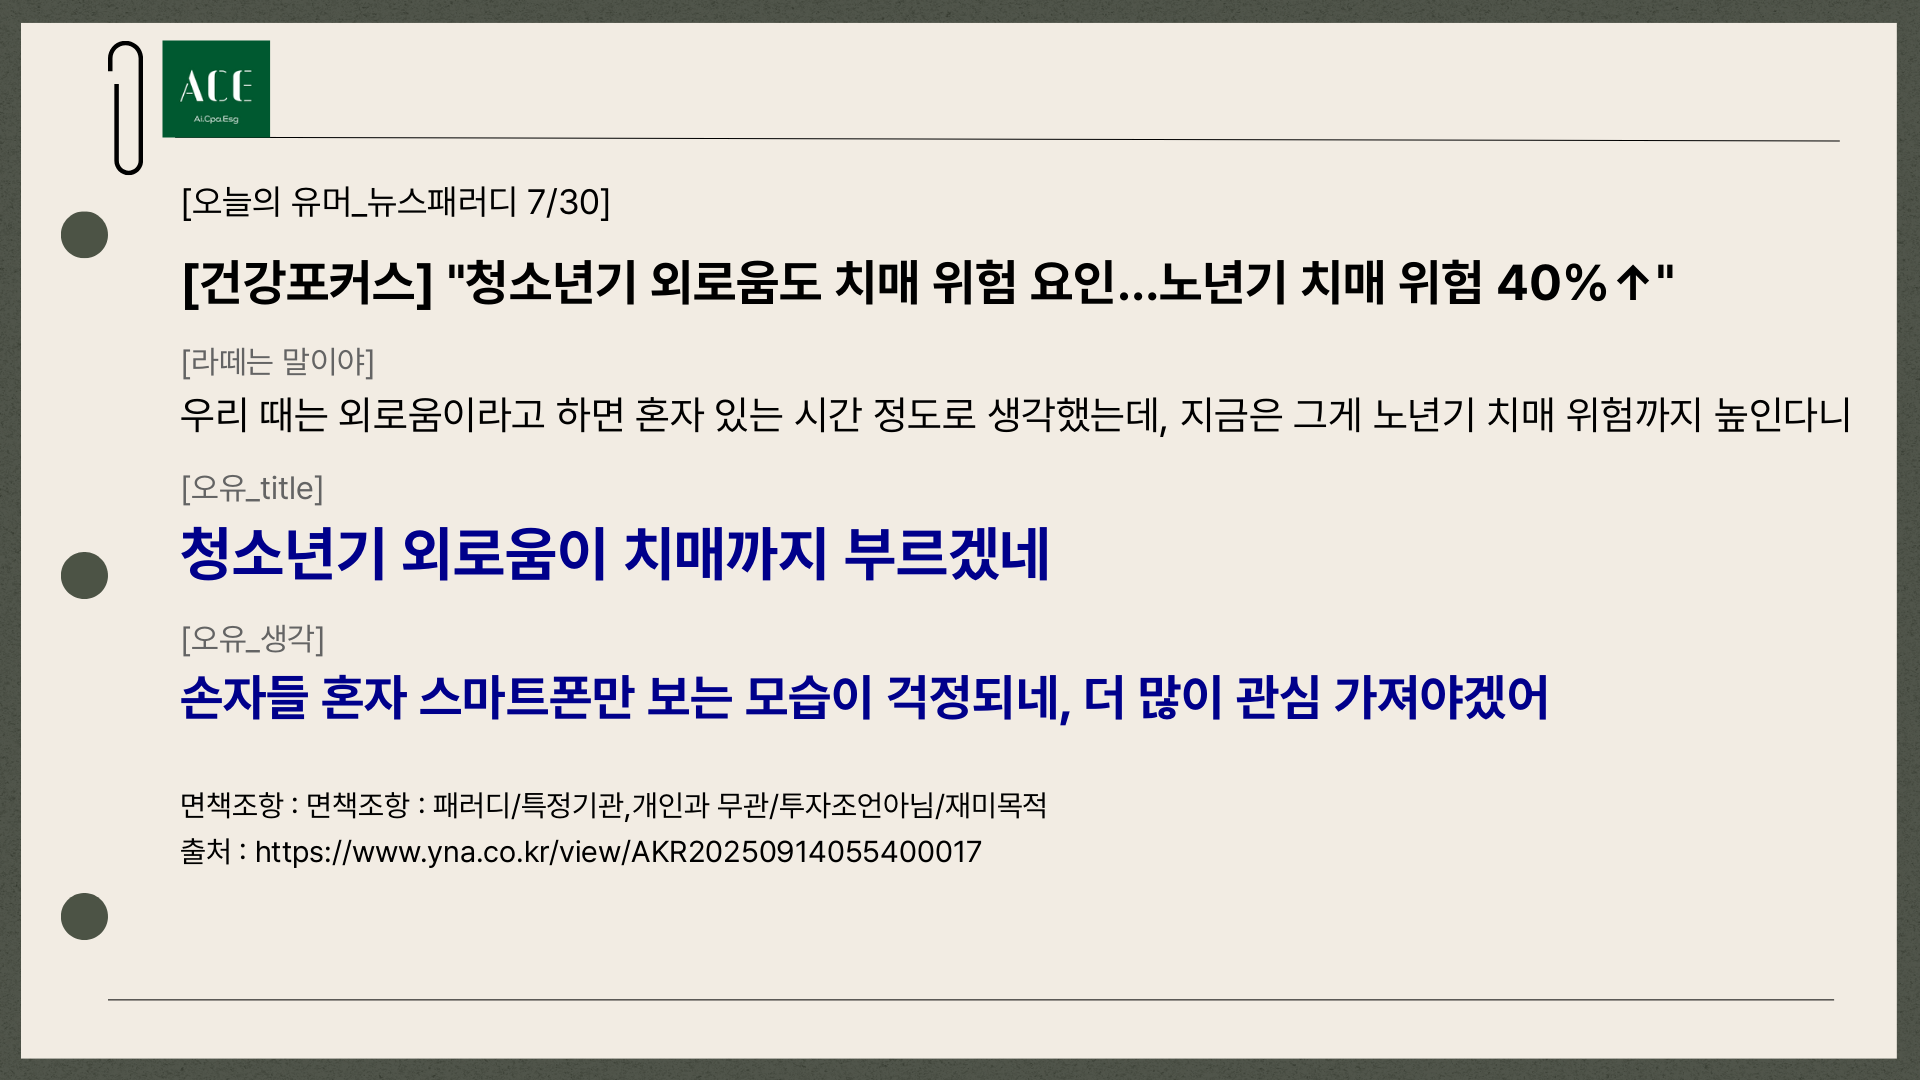 ACE
Ai.Cpa.Esg
[오늘의 유머_뉴스패러디 7/30]
[건강포커스] "청소년기 외로움도 치매 위험 요인…노년기 치매 위험 40%↑"
[라떼는 말이야]
우리 때는 외로움이라고 하면 혼자 있는 시간 정도로 생각했는데, 지금은 그게 노년기 치매 위험까지 높인다니
[오유_title]
청소년기 외로움이 치매까지 부르겠네
[오유_생각]
손자들 혼자 스마트폰만 보는 모습이 걱정되네, 더 많이 관심 가져야겠어
면책조항 : 면책조항 : 패러디/특정기관,개인과 무관/투자조언아님/재미목적
출처 : https://www.yna.co.kr/view/AKR20250914055400017